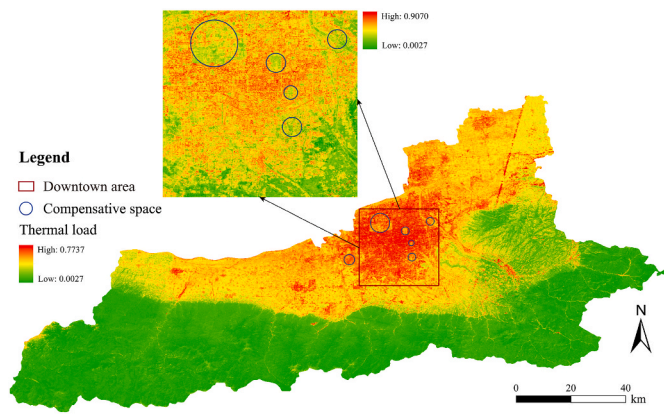 High: 0.9070
Low: 0.0027
Legend
Downtown area
Compensative space
Thermal load
High: 0.7737
Low: 0.0027
N
0 20 40
km